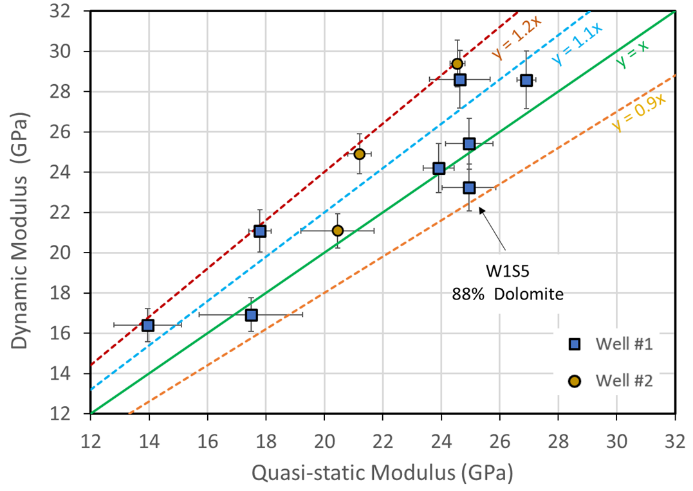 32
30
28
26
24
22
20
18
16
14
12
12
14
16
18
20
22
24
26
28
30
32
Dynamic Modulus (GPa)
Quasi-static Modulus (GPa)
y = 1.2x
y = 1.1x
y = x
y = 0.9x
W1S5
88% Dolomite
Well #1
Well #2